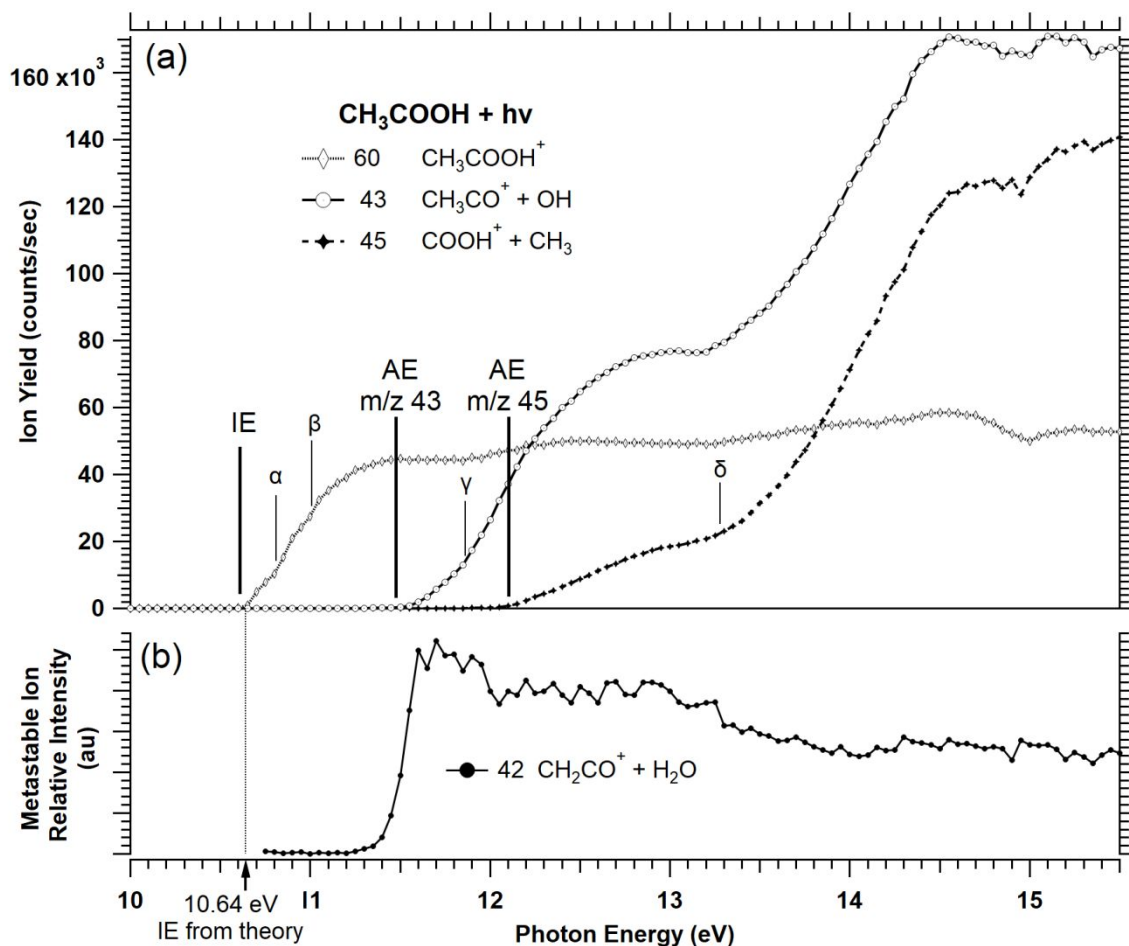 (a)
160 x10³
140
120
100
80
60
40
20
0
Ion Yield (counts/sec)
CH₃COOH + hν
60 CH₃COOH⁺
43 CH₃CO⁺ + OH
45 COOH⁺ + CH₃
IE
α
β
AE
m/z 43
γ
AE
m/z 45
δ
(b)
Metastable Ion
Relative Intensity
(au)
42 CH₂CO⁺ + H₂O
10
11
12
13
14
15
10.64 eV
IE from theory
Photon Energy (eV)